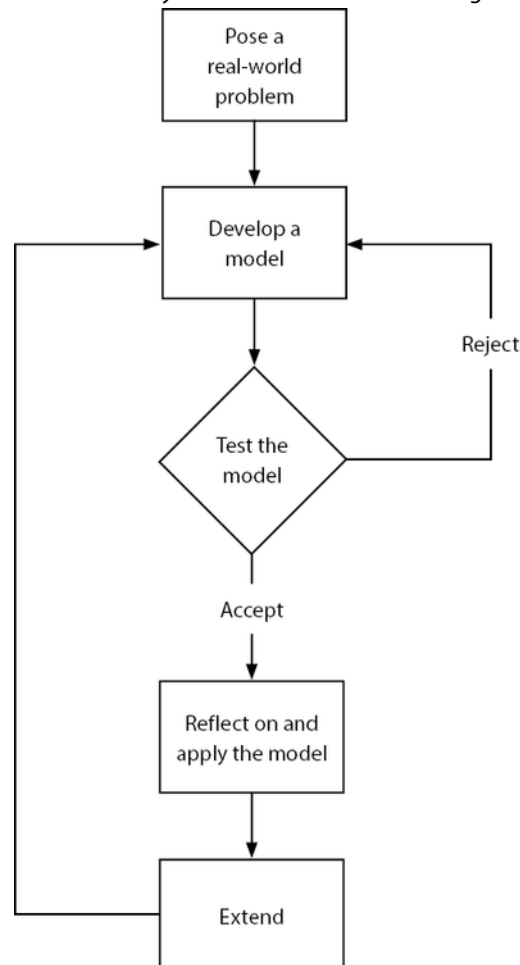 Pose a
real-world
problem
Develop a
model
Reject
Test the
model
Accept
Reflect on and
apply the model
Extend